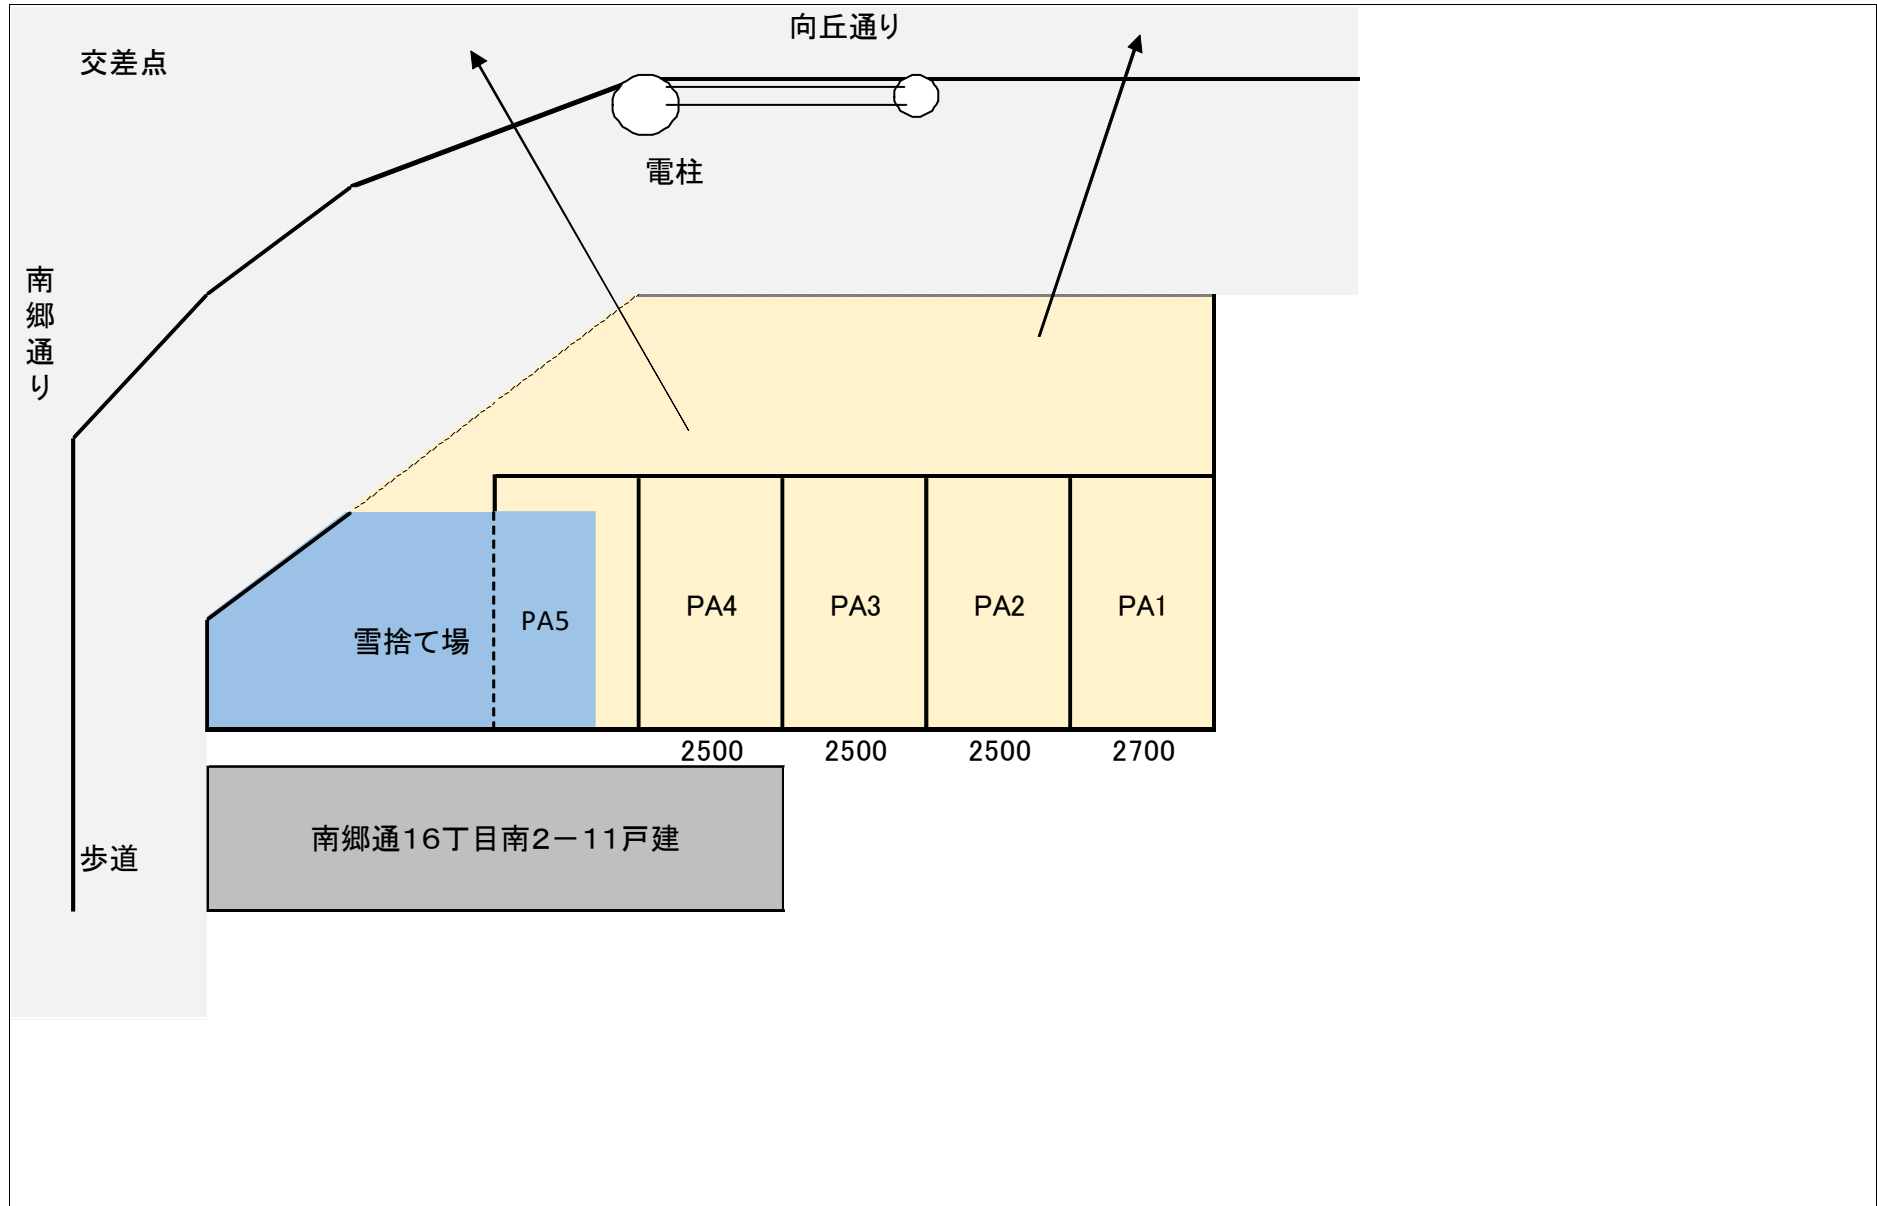 向丘通り
交差点
電柱
南郷通り
PA5
PA4
PA3
PA2
PA1
雪捨て場
2500
2500
2500
2700
南郷通16丁目南2－11戸建
歩道